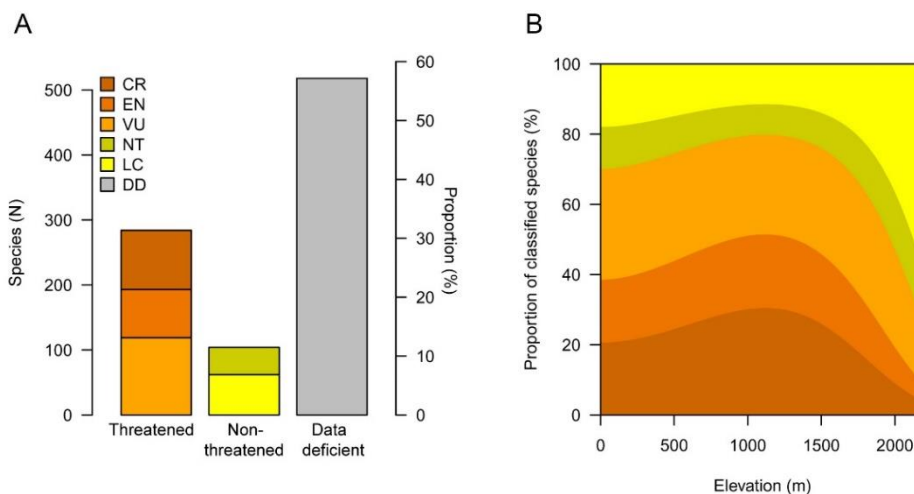 A
Species (N)
500
400
300
200
100
0
CR
EN
VU
NT
LC
DD
Threatened
Non-
threatened
Data
deficient
60
50
40
30
20
10
0
Proportion (%)
B
Proportion of classified species (%)
100
80
60
40
20
0
0 500 1000 1500 2000
Elevation (m)